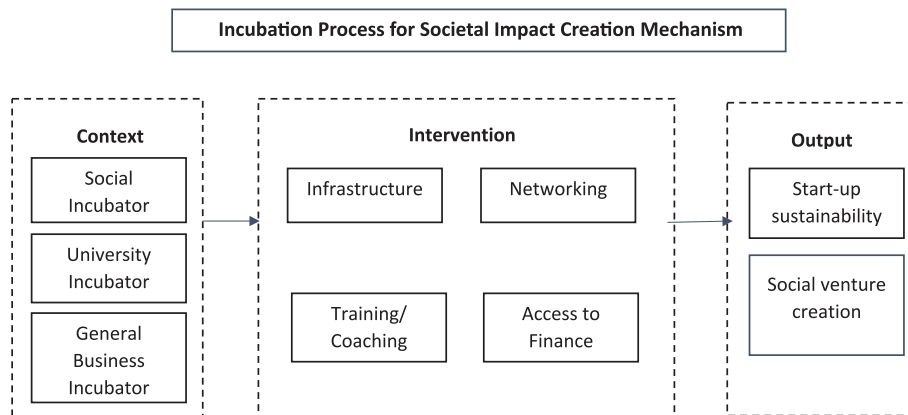 Incubation Process for Societal Impact Creation Mechanism
Context
Social
Incubator
University
Incubator
General
Business
Incubator
Intervention
Infrastructure
Networking
Training/
Coaching
Access to
Finance
Output
Start-up
sustainability
Social venture
creation